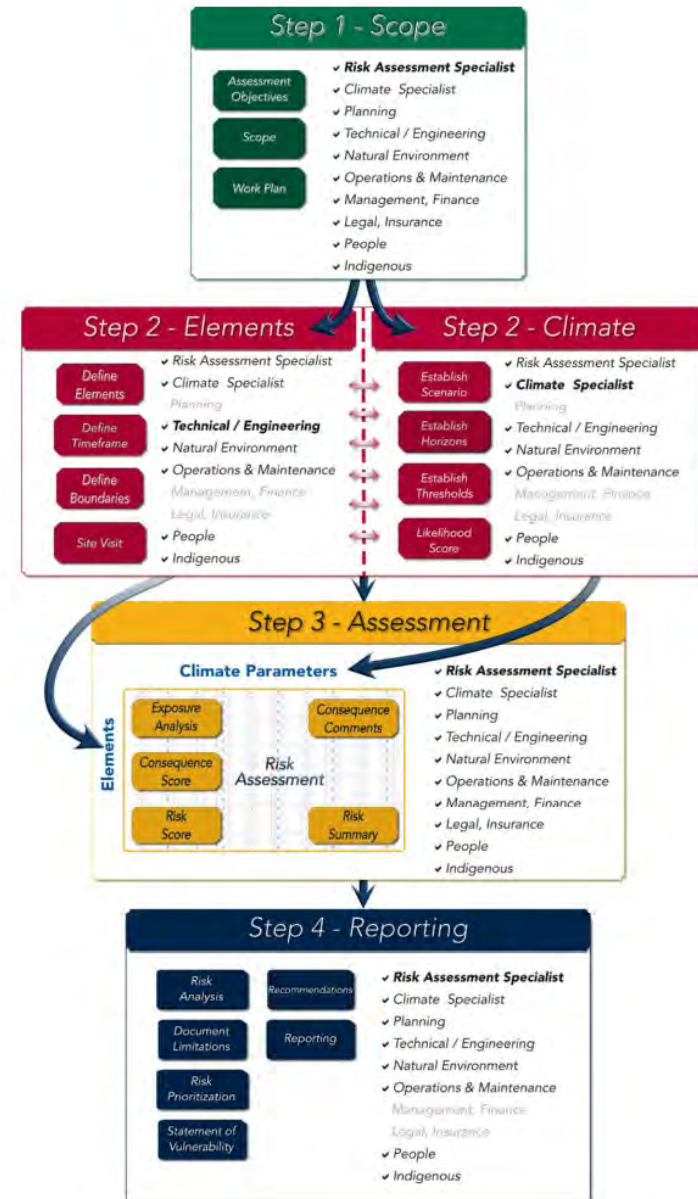 Step 1 - Scope
Assessment
Objectives
Scope
Work Plan
✓ Risk Assessment Specialist
✓ Climate Specialist
✓ Planning
✓ Technical / Engineering
✓ Natural Environment
✓ Operations & Maintenance
✓ Management, Finance
✓ Legal, Insurance
✓ People
✓ Indigenous
Step 2 - Elements
Define
Elements
Define
Timeframe
Define
Boundaries
Site Visit
✓ Risk Assessment Specialist
✓ Climate Specialist
Planning
✓ Technical / Engineering
✓ Natural Environment
✓ Operations & Maintenance
Management, Finance
Legal, Insurance
✓ People
✓ Indigenous
Step 2 - Climate
Establish
Scenario
Establish
Horizons
Establish
Thresholds
Likelihood
Score
✓ Risk Assessment Specialist
✓ Climate Specialist
Planning
✓ Technical / Engineering
✓ Natural Environment
✓ Operations & Maintenance
Management, Finance
Legal, Insurance
✓ People
✓ Indigenous
Step 3 - Assessment
Climate Parameters
Elements
Exposure
Analysis
Consequence
Comments
Consequence
Score
Risk
Assessment
Risk
Score
Risk
Summary
✓ Risk Assessment Specialist
✓ Climate Specialist
✓ Planning
✓ Technical / Engineering
✓ Natural Environment
✓ Operations & Maintenance
✓ Management, Finance
✓ Legal, Insurance
✓ People
✓ Indigenous
Step 4 - Reporting
Risk
Analysis
Document
Limitations
Risk
Prioritization
Statement of
Vulnerability
Recommendations
Reporting
✓ Risk Assessment Specialist
✓ Climate Specialist
✓ Planning
✓ Technical / Engineering
✓ Natural Environment
✓ Operations & Maintenance
Management, Finance
Legal, Insurance
✓ People
✓ Indigenous